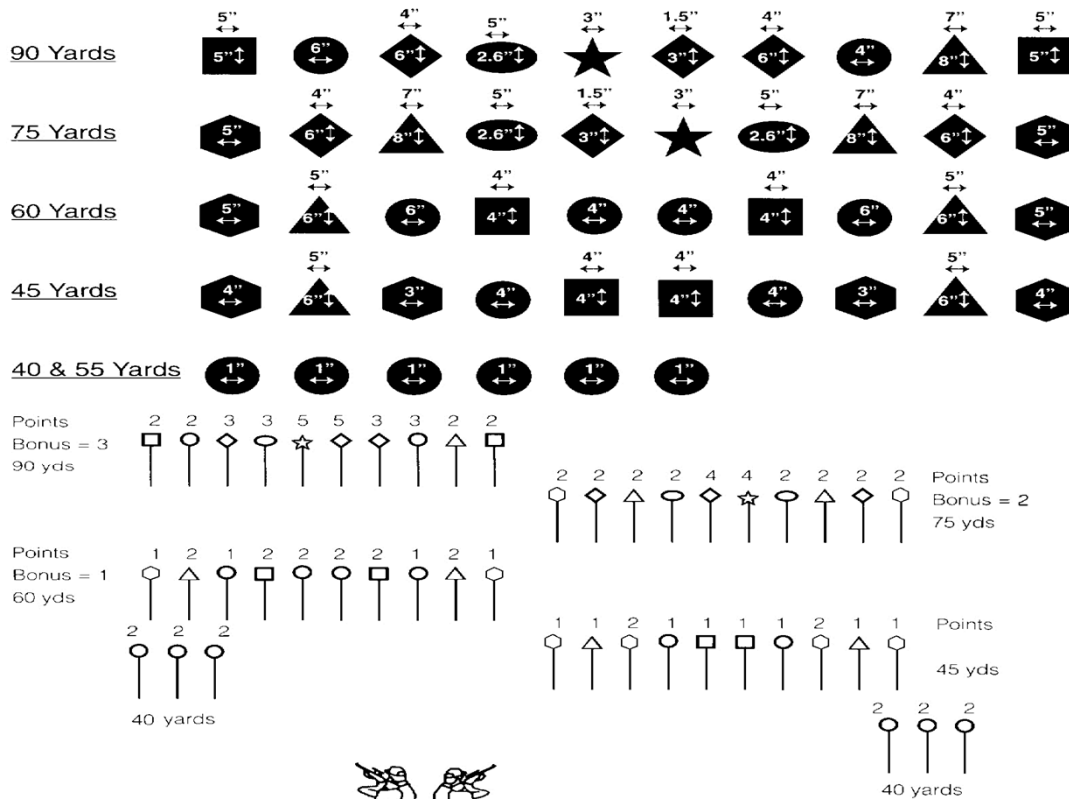 5" 4" 5" 3" 1.5" 4" 7" 5"
90 Yards 5" 6" 6" 2.6" 3" 6" 4" 8" 5"
4" 7" 5" 1.5" 3" 5" 7" 4"
75 Yards 5" 6" 8" 2.6" 3" 2.6" 8" 6" 5"
5" 4" 4" 5"
60 Yards 5" 6" 6" 4" 4" 4" 4" 6" 6" 5"
5" 4" 4" 5"
45 Yards 4" 6" 3" 4" 4" 4" 4" 3" 6" 4"
40 & 55 Yards 1" 1" 1" 1" 1" 1"
Points 2 2 3 3 5 5 3 3 2 2
Bonus = 3
90 yds
2 2 2 2 4 4 2 2 2 2 Points
Bonus = 2
75 yds
Points 1 2 1 2 2 2 2 1 2 1
Bonus = 1
60 yds
2 2 2
40 yards
1 1 2 1 1 1 1 2 1 1 Points
45 yds
2 2 2
40 yards